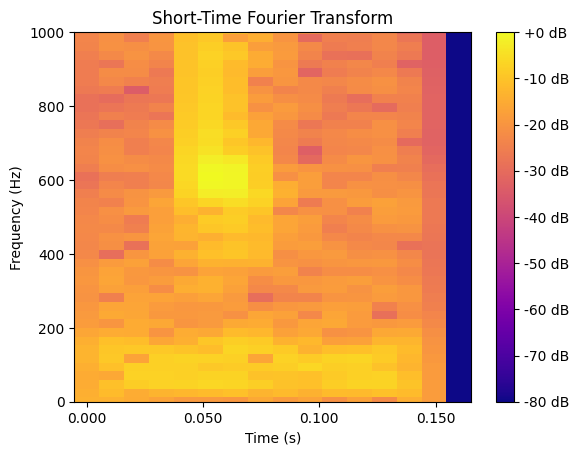 Short-Time Fourier Transform
1000
800
600
400
200
0
Frequency (Hz)
0.000
0.050
0.100
0.150
Time (s)
+0 dB
-10 dB
-20 dB
-30 dB
-40 dB
-50 dB
-60 dB
-70 dB
-80 dB